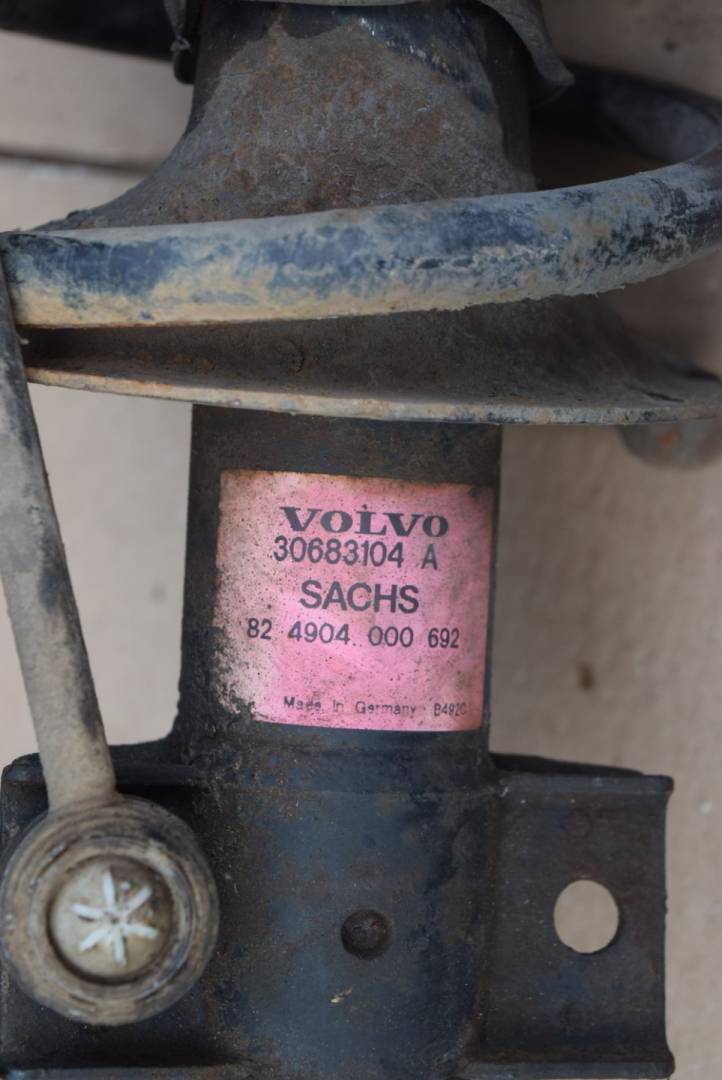 VOLVO
30683104 A
SACHS
82 4904 000 692
Made in Germany